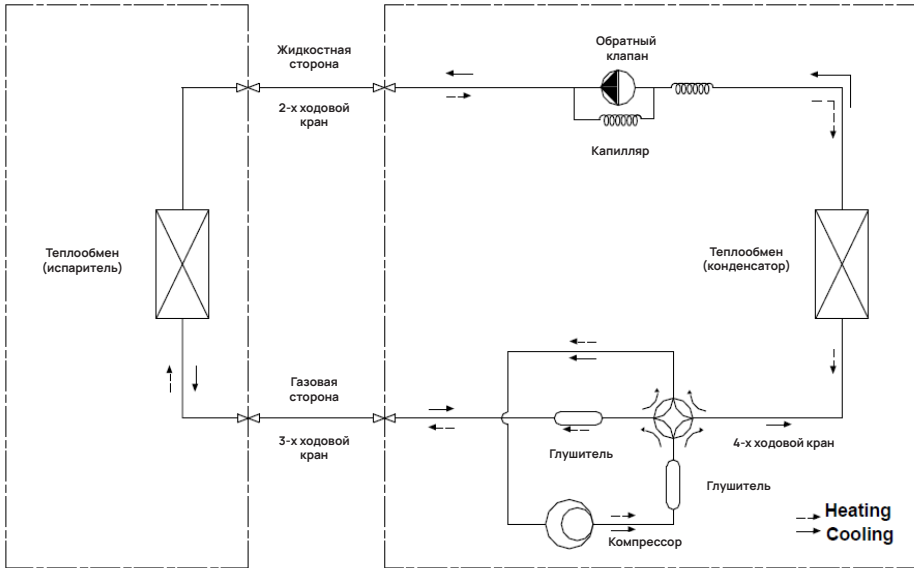 Жидкостная
сторона
2-х ходовой
кран
Обратный
клапан
Капилляр
Теплообмен
(испаритель)
Теплообмен
(конденсатор)
Газовая
сторона
3-х ходовой
кран
Глушитель
4-х ходовой кран
Глушитель
Компрессор
Heating
Cooling